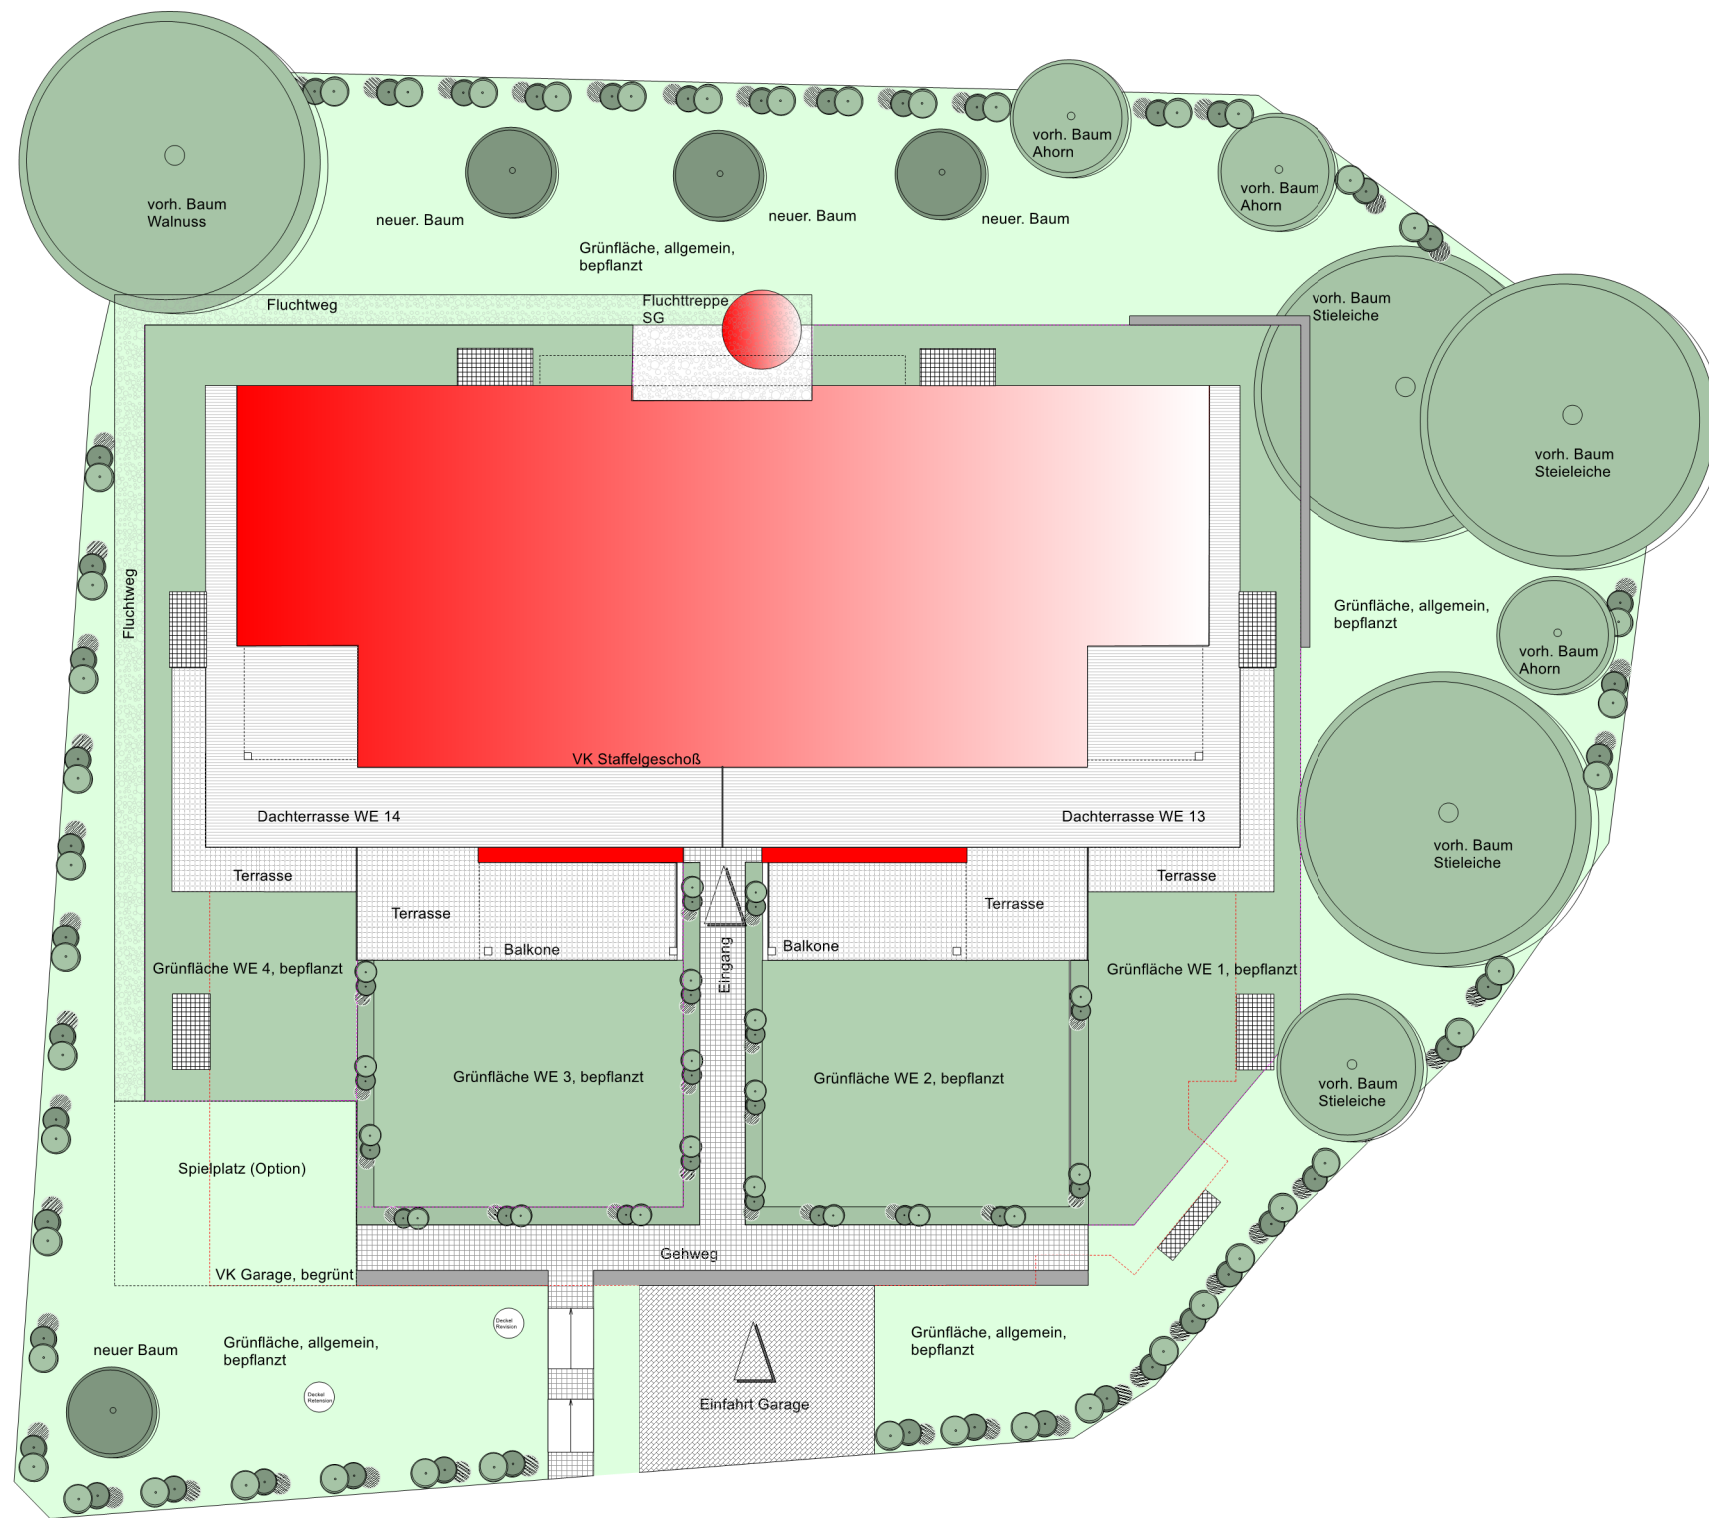 vorh. Baum
Ahorn
vorh. Baum
Ahorn
vorh. Baum
Walnuss
neuer. Baum
neuer. Baum
neuer. Baum
Grünfläche, allgemein,
bepflanzt
Fluchtweg
Fluchttreppe
SG
vorh. Baum
Stieleiche
vorh. Baum
Steieleiche
Fluchtweg
Grünfläche, allgemein,
bepflanzt
vorh. Baum
Ahorn
VK Staffelgeschoß
Dachterrasse WE 14
Dachterrasse WE 13
vorh. Baum
Stieleiche
Terrasse
Terrasse
Terrasse
Terrasse
Balkone
Balkone
Eingang
Grünfläche WE 4, bepflanzt
Grünfläche WE 1, bepflanzt
Grünfläche WE 3, bepflanzt
Grünfläche WE 2, bepflanzt
vorh. Baum
Stieleiche
Spielplatz (Option)
Gehweg
VK Garage, begrünt
Deckel
Revision
neuer Baum
Grünfläche, allgemein,
bepflanzt
Grünfläche, allgemein,
bepflanzt
Deckel
Retension
Einfahrt Garage